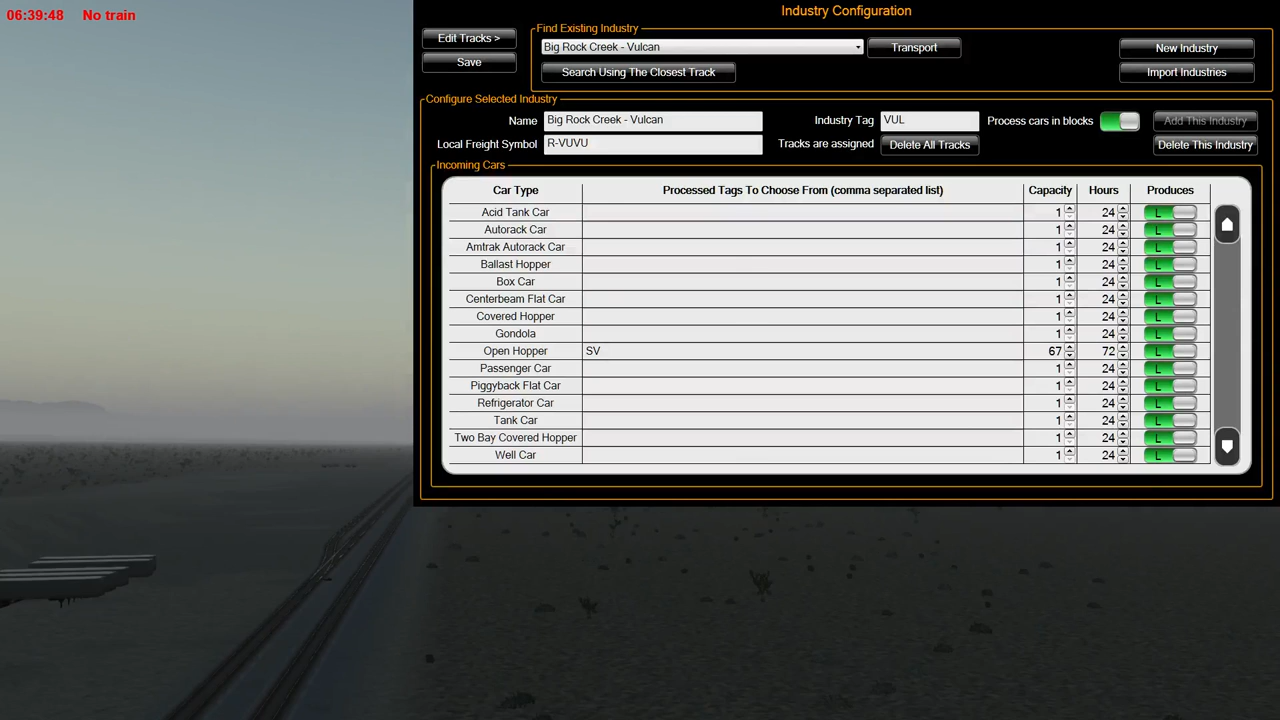 06:39:48 No train
Industry Configuration
Edit Tracks >
Save
Find Existing Industry
Big Rock Creek - Vulcan
Transport
Search Using The Closest Track
New Industry
Import Industries
Configure Selected Industry
Name Big Rock Creek - Vulcan Industry Tag VUL Process cars in blocks Add This Industry
Local Freight Symbol R-VUVU Tracks are assigned Delete All Tracks Delete This Industry
Incoming Cars
Car Type Processed Tags To Choose From (comma separated list) Capacity Hours Produces
Acid Tank Car 1 24 L
Autorack Car 1 24 L
Amtrak Autorack Car 1 24 L
Ballast Hopper 1 24 L
Box Car 1 24 L
Centerbeam Flat Car 1 24 L
Covered Hopper 1 24 L
Gondola 1 24 L
Open Hopper SV 67 72 L
Passenger Car 1 24 L
Piggyback Flat Car 1 24 L
Refrigerator Car 1 24 L
Tank Car 1 24 L
Two Bay Covered Hopper 1 24 L
Well Car 1 24 L